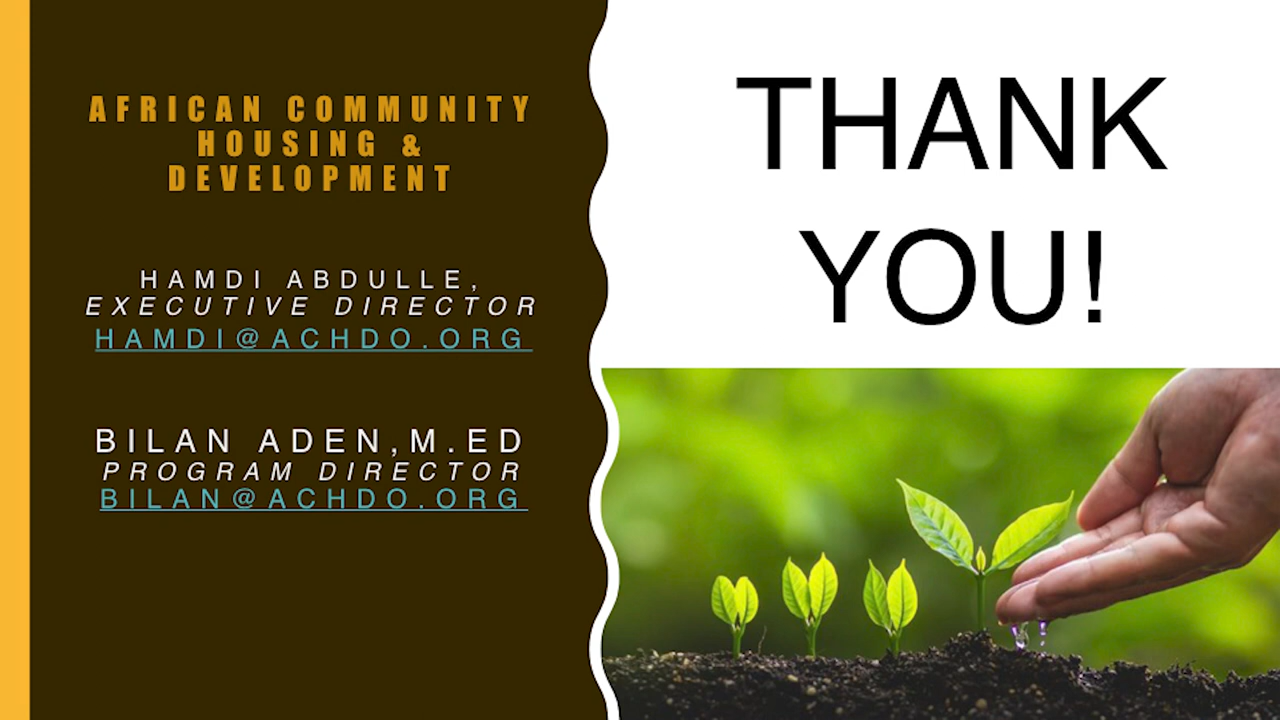 AFRICAN COMMUNITY
HOUSING &
DEVELOPMENT
HAMDI ABDULLE,
EXECUTIVE DIRECTOR
HAMDI@ACHDO.ORG
BILAN ADEN,M.ED
PROGRAM DIRECTOR
BILAN@ACHDO.ORG
THANK
YOU!